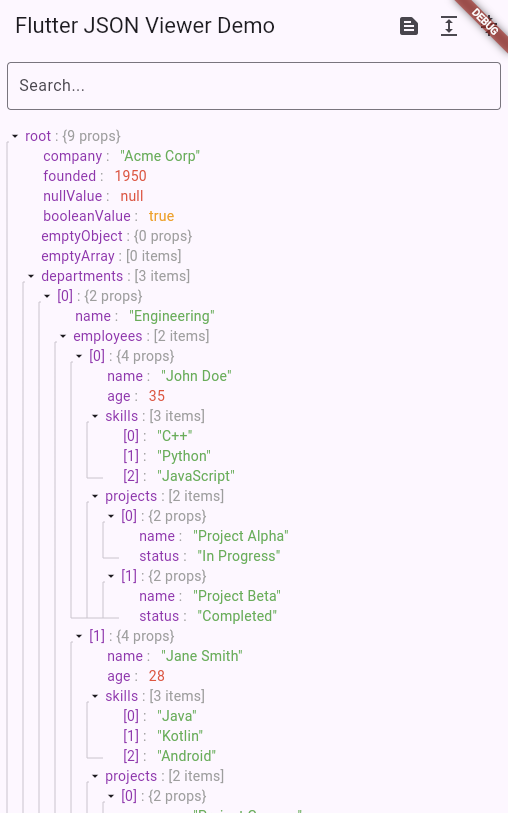 Flutter JSON Viewer Demo
DEBUG
Search...
root : {9 props}
company : "Acme Corp"
founded : 1950
nullValue : null
booleanValue : true
emptyObject : {0 props}
emptyArray : [0 items]
departments : [3 items]
[0] : {2 props}
name : "Engineering"
employees : [2 items]
[0] : {4 props}
name : "John Doe"
age : 35
skills : [3 items]
[0] : "C++"
[1] : "Python"
[2] : "JavaScript"
projects : [2 items]
[0] : {2 props}
name : "Project Alpha"
status : "In Progress"
[1] : {2 props}
name : "Project Beta"
status : "Completed"
[1] : {4 props}
name : "Jane Smith"
age : 28
skills : [3 items]
[0] : "Java"
[1] : "Kotlin"
[2] : "Android"
projects : [2 items]
[0] : {2 props}